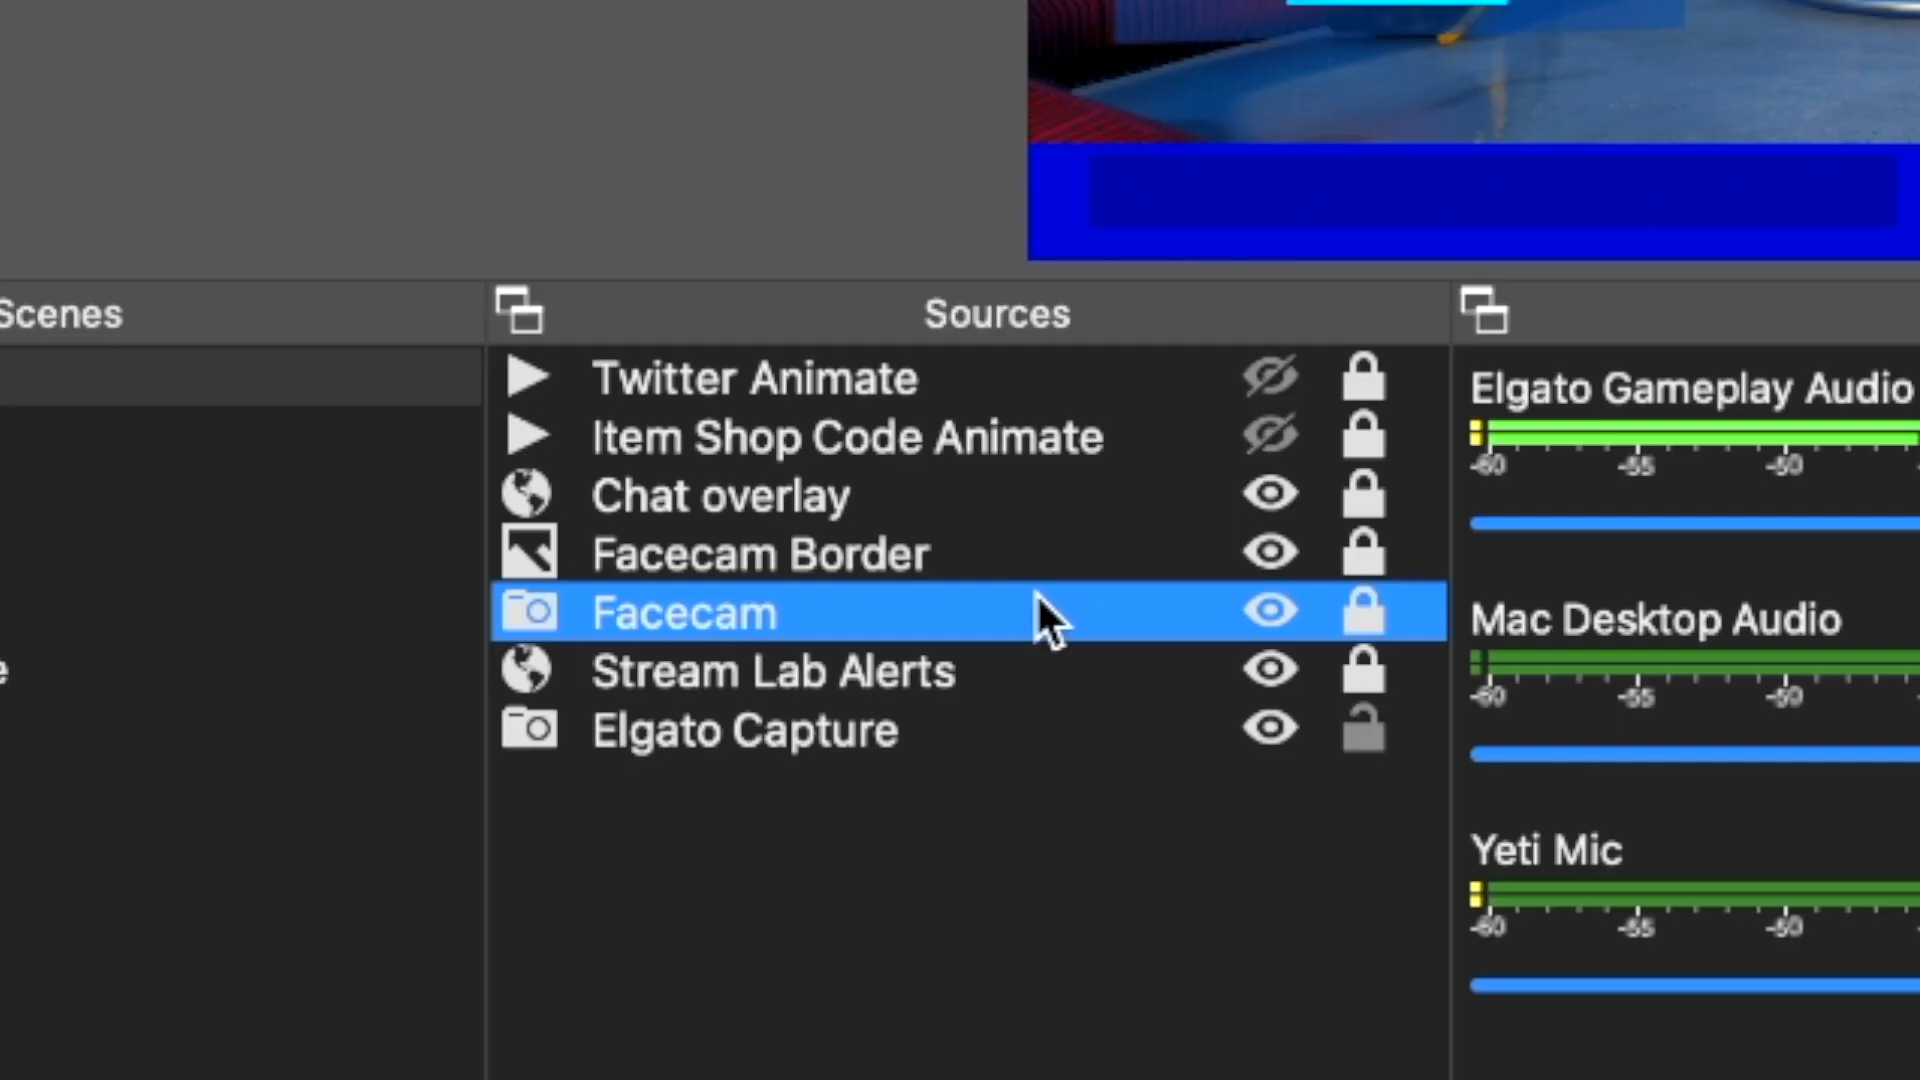 Scenes
Sources
Twitter Animate
Item Shop Code Animate
Chat overlay
Facecam Border
Facecam
Stream Lab Alerts
Elgato Capture
Elgato Gameplay Audio
-60 -55 -50
Mac Desktop Audio
-60 -55 -50
Yeti Mic
-60 -55 -50